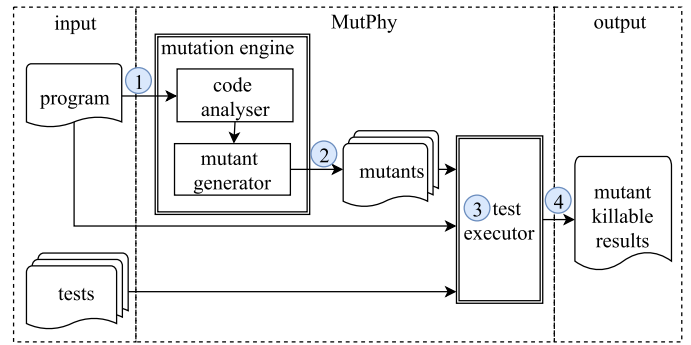 input
MutPhy
output
mutation engine
program
1
code
analyser
mutant
generator
2
mutants
3 test
executor
4
mutant
killable
results
tests